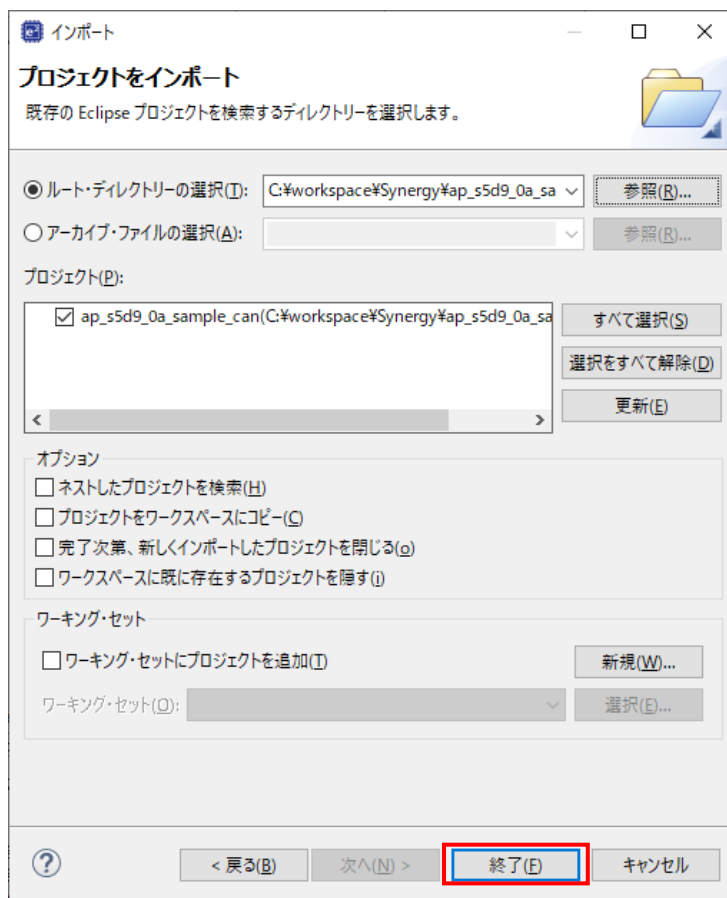 インポート
プロジェクトをインポート
既存の Eclipse プロジェクトを検索するディレクトリーを選択します。
ルート・ディレクトリーの選択(T): C:¥workspace¥Synergy¥ap_s5d9_0a_sa 参照(R)...
アーカイブ・ファイルの選択(A): 参照(R)...
プロジェクト(P):
ap_s5d9_0a_sample_can(C:¥workspace¥Synergy¥ap_s5d9_0a_sa すべて選択(S)
選択をすべて解除(D)
更新(E)
オプション
ネストしたプロジェクトを検索(H)
プロジェクトをワークスペースにコピー(C)
完了次第、新しくインポートしたプロジェクトを閉じる(o)
ワークスペースに既に存在するプロジェクトを隠す(i)
ワーキング・セット
ワーキング・セットにプロジェクトを追加(T) 新規(W)...
ワーキング・セット(O): 選択(E)...
< 戻る(B) 次へ(N) > 終了(F) キャンセル